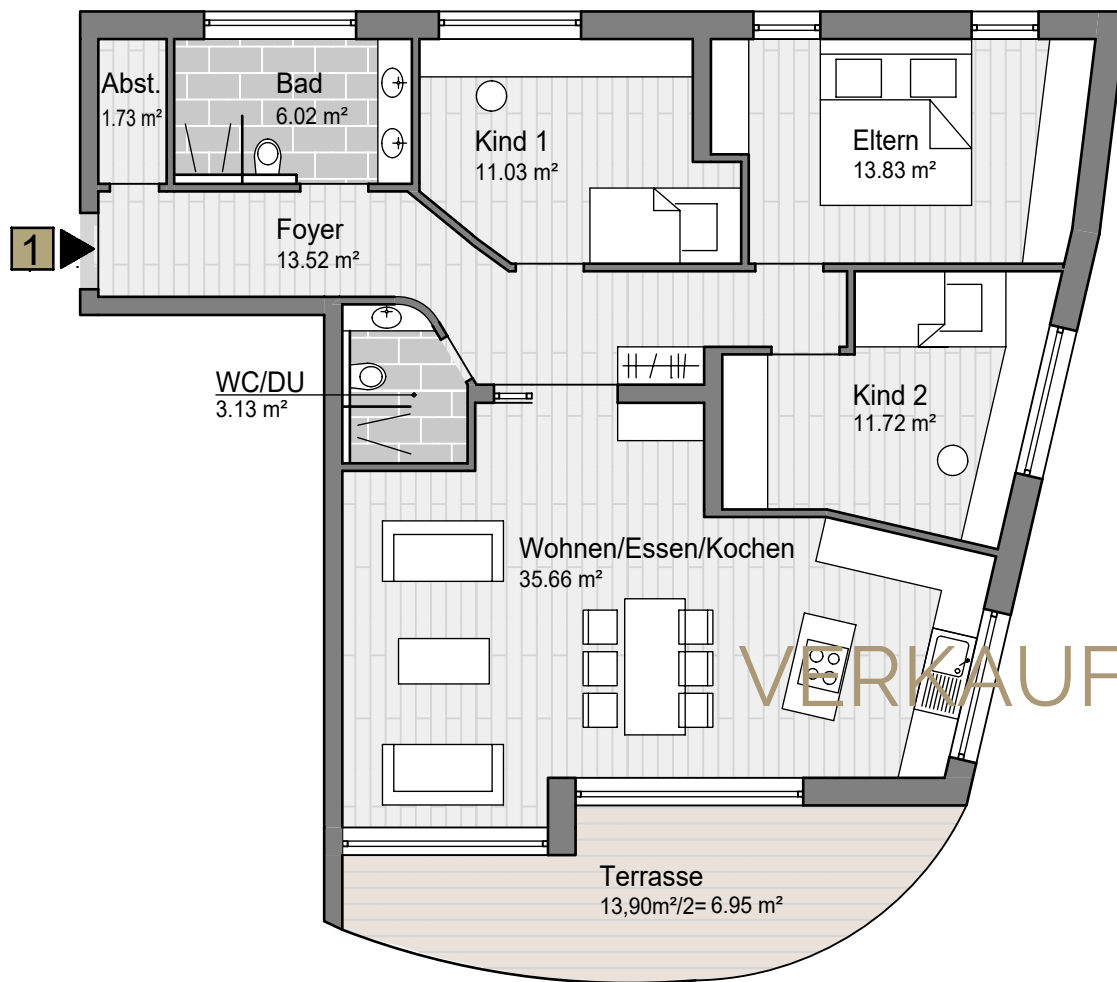 Abst.
1.73 m²
Bad
6.02 m²
Kind 1
11.03 m²
Eltern
13.83 m²
1
Foyer
13.52 m²
WC/DU
3.13 m²
Kind 2
11.72 m²
Wohnen/Essen/Kochen
35.66 m²
VERKAUF
Terrasse
13,90m²/2= 6.95 m²